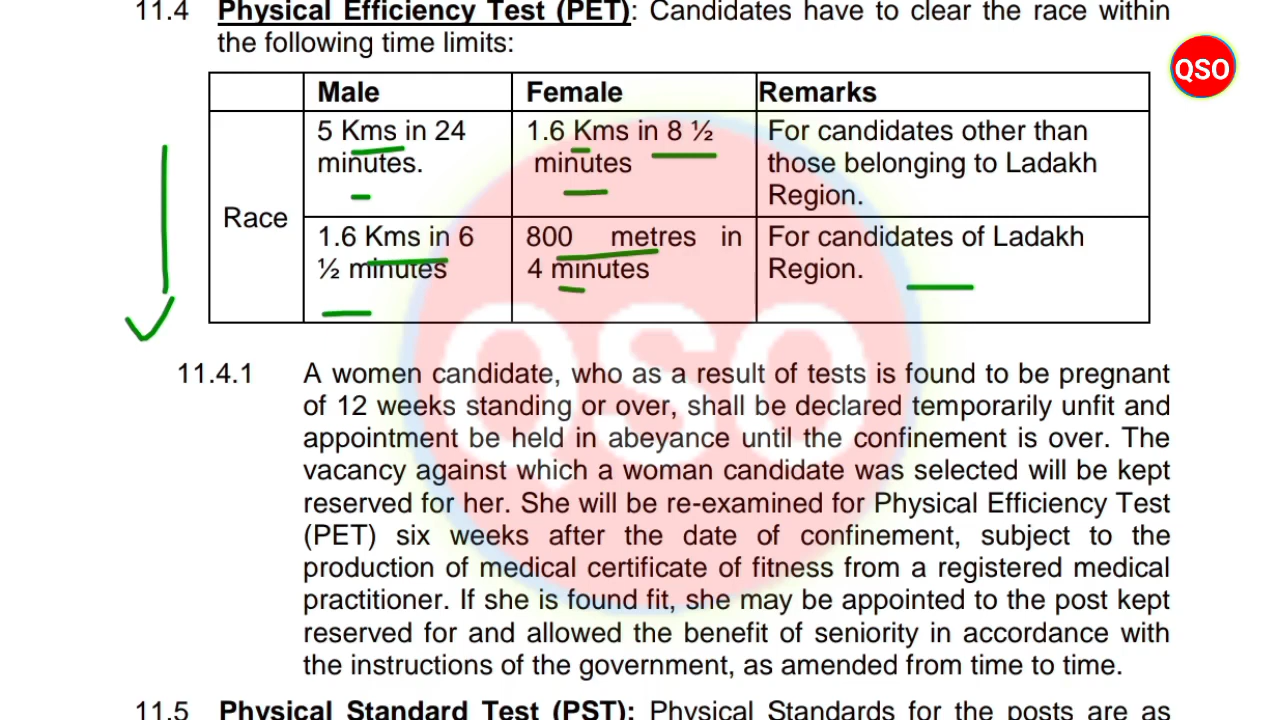 11.4 Physical Efficiency Test (PET): Candidates have to clear the race within
the following time limits:
QSO
Male Female Remarks
Race
5 Kms in 24
minutes.
1.6 Kms in 8 ½
minutes
For candidates other than
those belonging to Ladakh
Region.
1.6 Kms in 6
½ minutes
800 metres in
4 minutes
For candidates of Ladakh
Region.
QSO
11.4.1 A women candidate, who as a result of tests is found to be pregnant
of 12 weeks standing or over, shall be declared temporarily unfit and
appointment be held in abeyance until the confinement is over. The
vacancy against which a woman candidate was selected will be kept
reserved for her. She will be re-examined for Physical Efficiency Test
(PET) six weeks after the date of confinement, subject to the
production of medical certificate of fitness from a registered medical
practitioner. If she is found fit, she may be appointed to the post kept
reserved for and allowed the benefit of seniority in accordance with
the instructions of the government, as amended from time to time.
11.5 Physical Standard Test (PST): Physical Standards for the posts are as